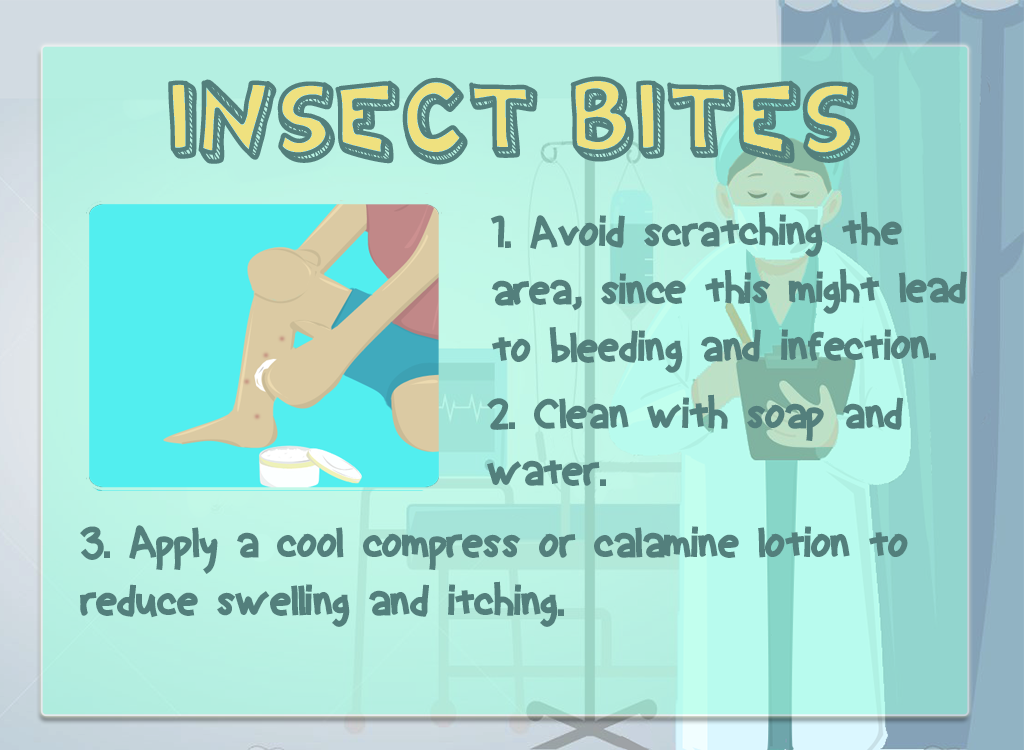 INSECT BITES
1. Avoid scratching the
area, since this might lead
to bleeding and infection.
2. Clean with soap and
water.
3. Apply a cool compress or calamine lotion to
reduce swelling and itching.